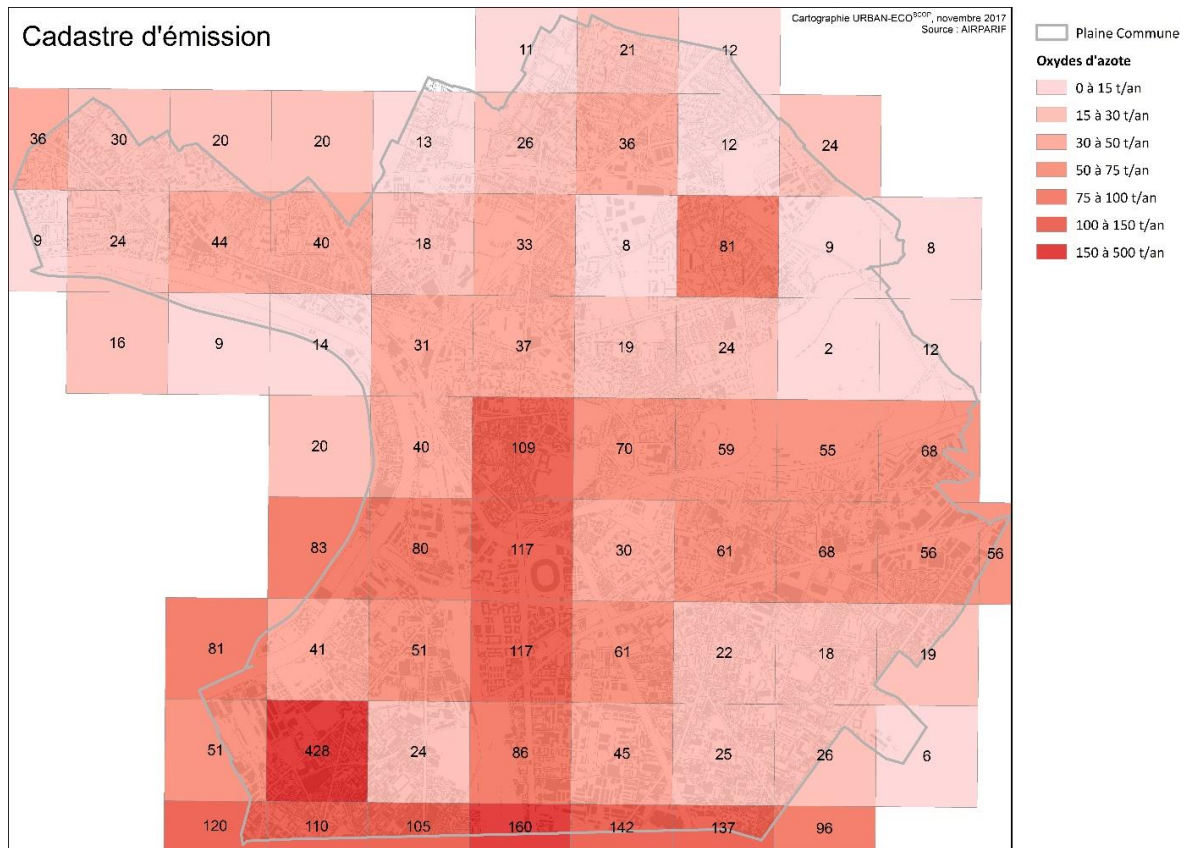 Cadastre d'émission
Cartographie URBAN-ECO SCOP, novembre 2017
Source : AIRPARIF
11 21 12
36 30 20 20 13 26 36 12 24
9 24 44 40 18 33 8 81 9 8
16 9 14 31 37 19 24 2 12
20 40 109 70 59 55 68
83 80 117 30 61 68 56 56
81 41 51 117 61 22 18 19
51 428 24 86 45 25 26 6
120 110 105 160 142 137 96
Plaine Commune
Oxydes d'azote
0 à 15 t/an
15 à 30 t/an
30 à 50 t/an
50 à 75 t/an
75 à 100 t/an
100 à 150 t/an
150 à 500 t/an